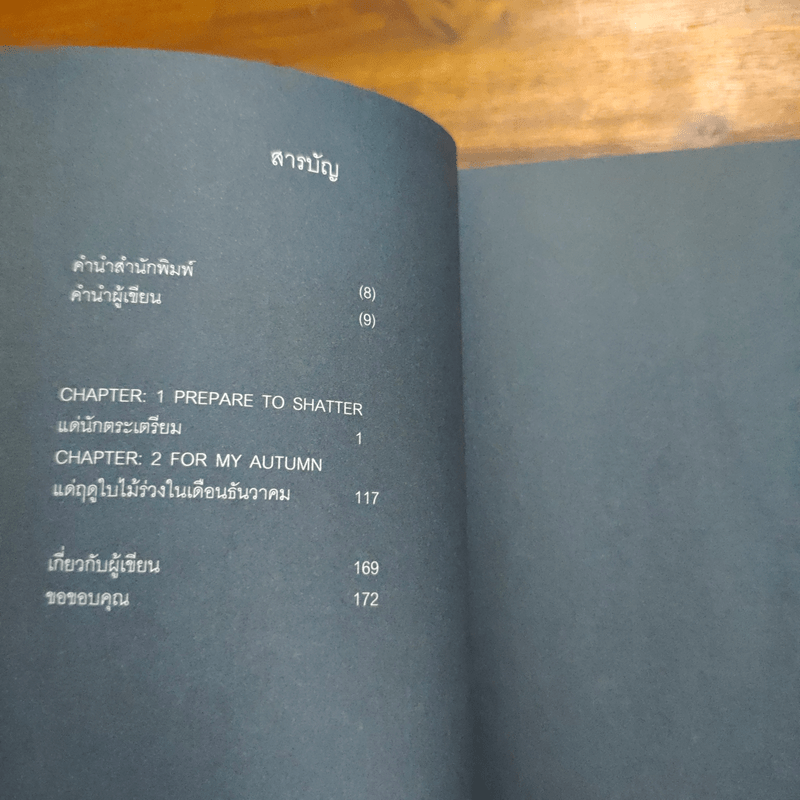 สารบัญ
คำนำสำนักพิมพ์ (8)
คำนำผู้เขียน (9)
CHAPTER: 1 PREPARE TO SHATTER
แด่นักตระเตรียม 1
CHAPTER: 2 FOR MY AUTUMN
แด่ฤดูใบไม้ร่วงในเดือนธันวาคม 117
เกี่ยวกับผู้เขียน 169
ขอขอบคุณ 172